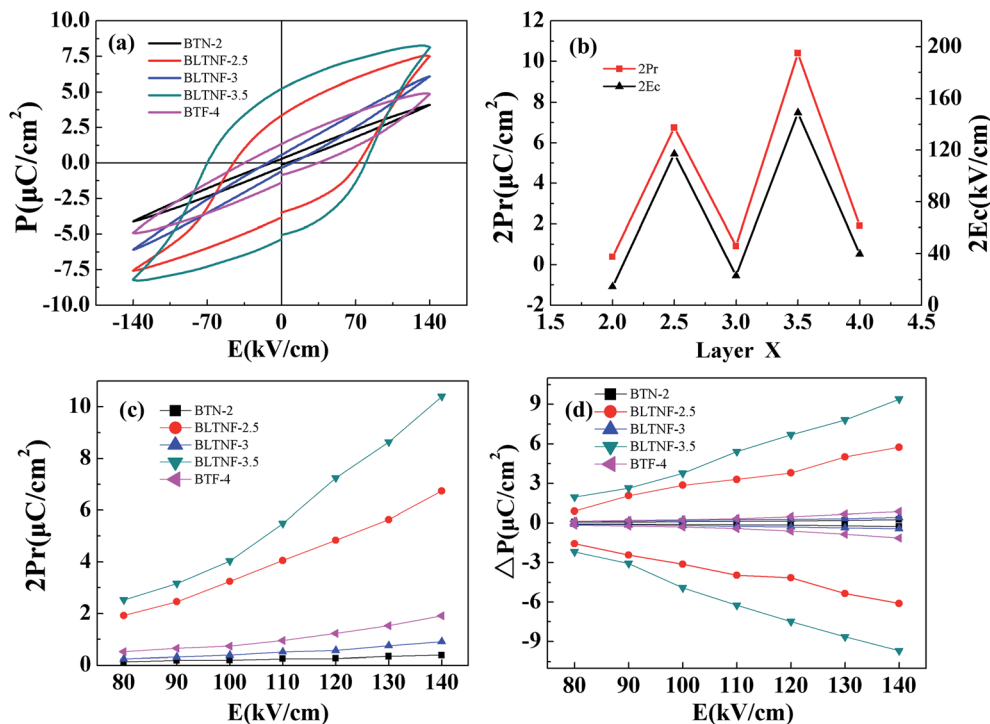 (a)
BTN-2
BLTNF-2.5
BLTNF-3
BLTNF-3.5
BTF-4
P(μC/cm²)
10.0
7.5
5.0
2.5
0.0
-2.5
-5.0
-7.5
-10.0
-140 -70 0 70 140
E(kV/cm)
(b)
2Pr
2Ec
2Pr(μC/cm²)
12
10
8
6
4
2
0
-2
200
160
120
80
40
0
2Ec(kV/cm)
1.5 2.0 2.5 3.0 3.5 4.0 4.5
Layer X
(c)
BTN-2
BLTNF-2.5
BLTNF-3
BLTNF-3.5
BTF-4
2Pr(μC/cm²)
10
8
6
4
2
0
80 90 100 110 120 130 140
E(kV/cm)
(d)
BTN-2
BLTNF-2.5
BLTNF-3
BLTNF-3.5
BTF-4
△P(μC/cm²)
9
6
3
0
-3
-6
-9
80 90 100 110 120 130 140
E(kV/cm)